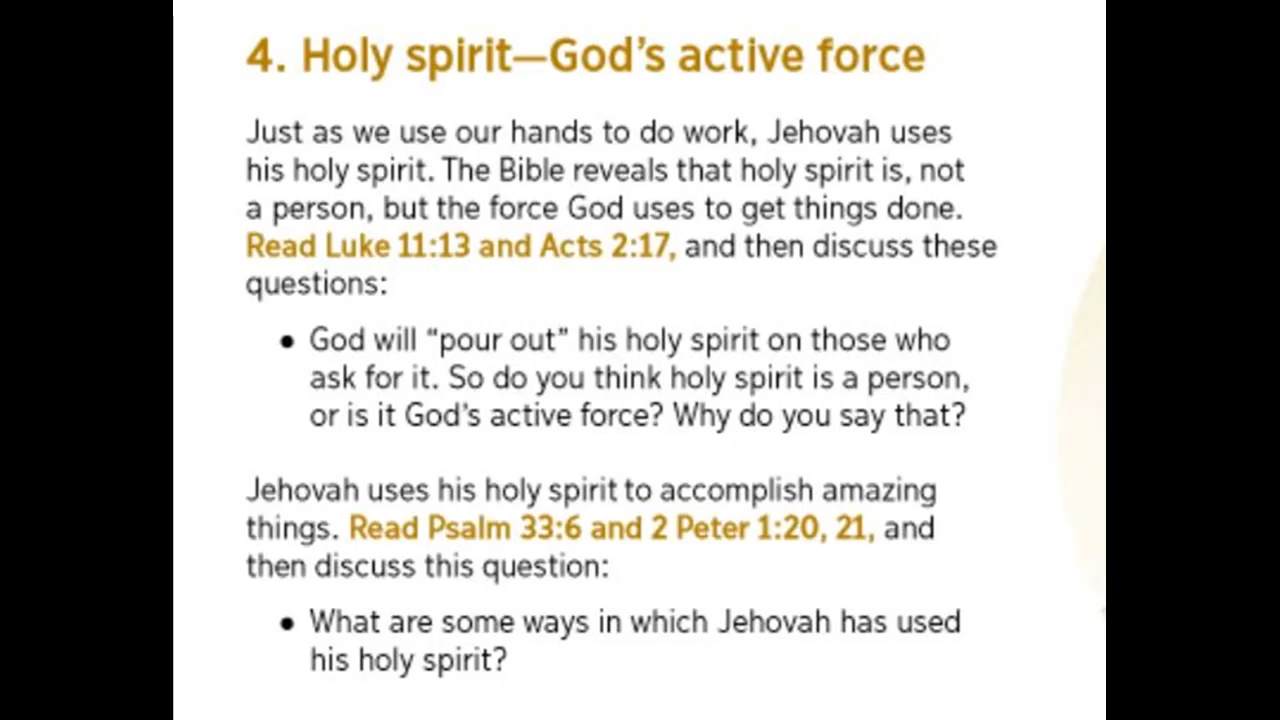 4. Holy spirit—God’s active force
Just as we use our hands to do work, Jehovah uses
his holy spirit. The Bible reveals that holy spirit is, not
a person, but the force God uses to get things done.
Read Luke 11:13 and Acts 2:17, and then discuss these
questions:
• God will “pour out” his holy spirit on those who
ask for it. So do you think holy spirit is a person,
or is it God’s active force? Why do you say that?
Jehovah uses his holy spirit to accomplish amazing
things. Read Psalm 33:6 and 2 Peter 1:20, 21, and
then discuss this question:
• What are some ways in which Jehovah has used
his holy spirit?